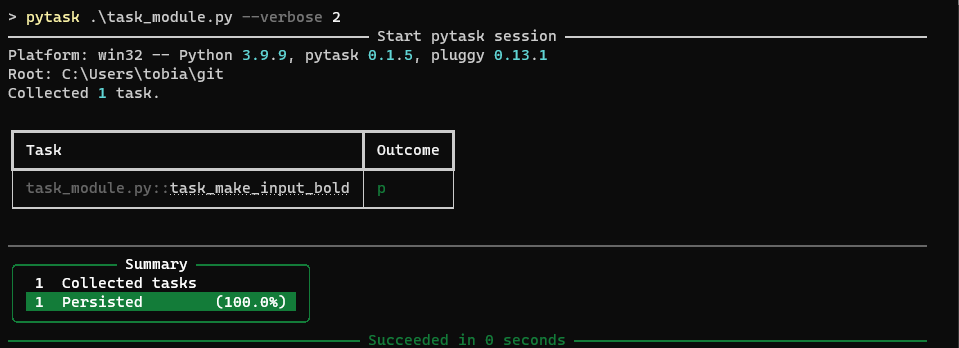 > pytask .\task_module.py --verbose 2
Start pytask session
Platform: win32 -- Python 3.9.9, pytask 0.1.5, pluggy 0.13.1
Root: C:\Users\tobia\git
Collected 1 task.
Task Outcome
task_module.py::task_make_input_bold p
Summary
1 Collected tasks
1 Persisted (100.0%)
Succeeded in 0 seconds